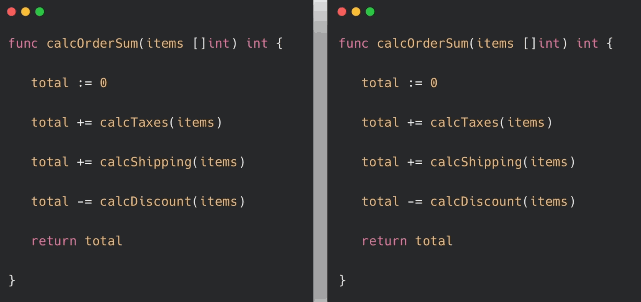 func calcOrderSum(items []int) int {
total := 0
total += calcTaxes(items)
total += calcShipping(items)
total -= calcDiscount(items)
return total
}
func calcOrderSum(items []int) int {
total := 0
total += calcTaxes(items)
total += calcShipping(items)
total -= calcDiscount(items)
return total
}